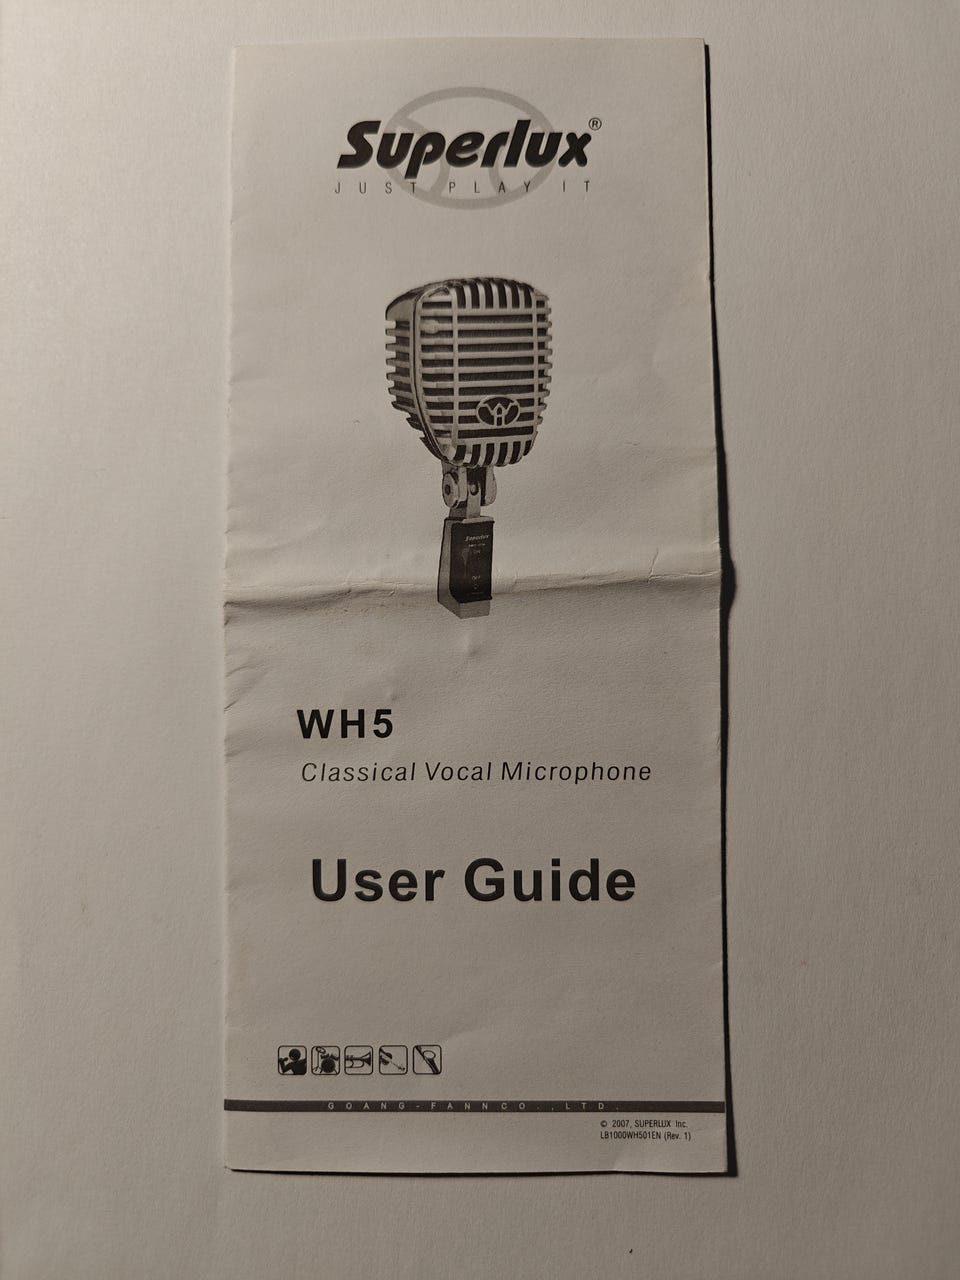 Superlux®
JUST PLAY IT
Superlux
WH5
Classical Vocal Microphone
User Guide
GOANG-FANNCO.,LTD.
© 2007, SUPERLUX Inc.
LB1000WH501EN (Rev. 1)